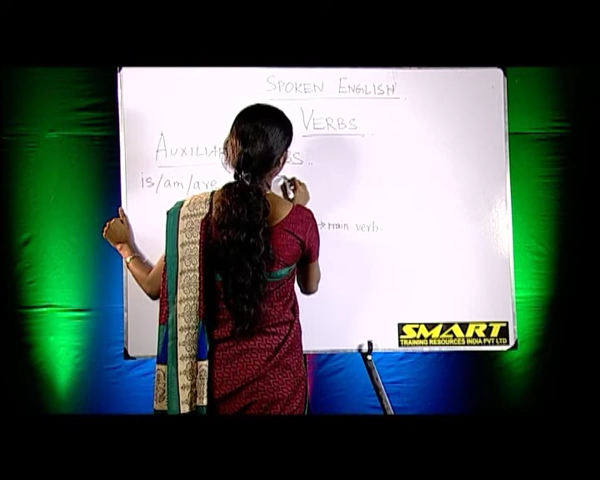 SPOKEN ENGLISH
VERBS
is/am/are
→ main verb
SMART
TRAINING RESOURCES INDIA PVT LTD